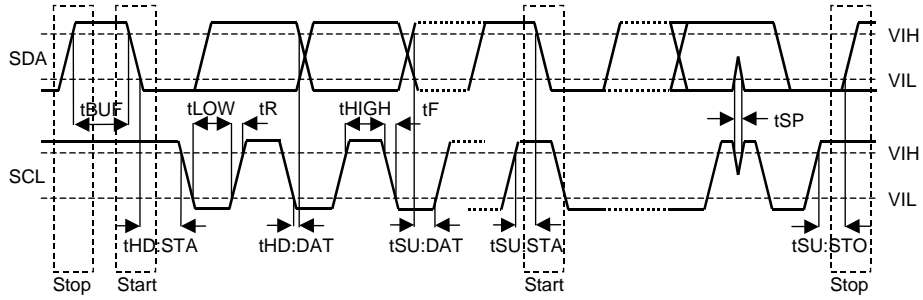 SDA
VIH
VIL
tBUF
tLOW
tR
tHIGH
tF
tSP
SCL
VIH
VIL
tHD:STA
tHD:DAT
tSU:DAT
tSU:STA
tSU:STO
Stop
Start
Start
Stop